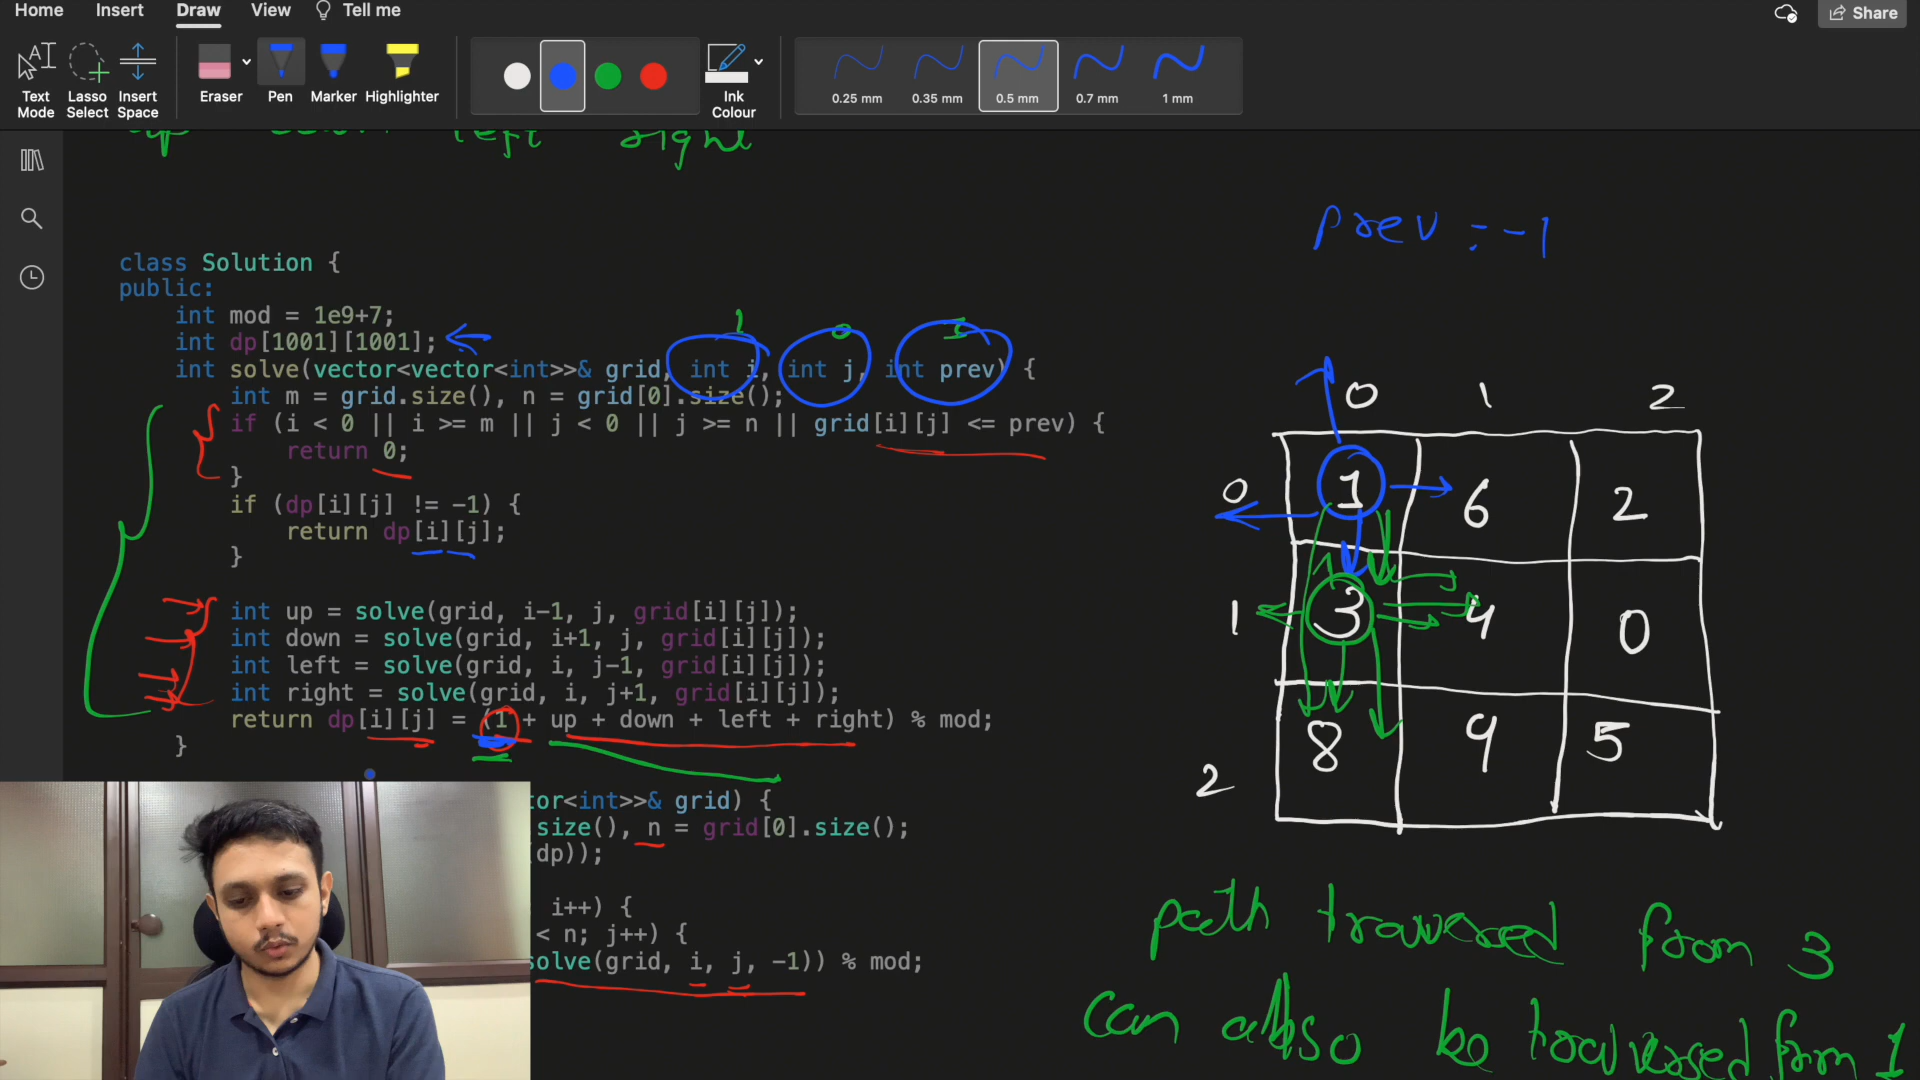 Home Insert Draw View Tell me Share
Text Mode
Lasso Select
Insert Space
Eraser
Pen
Marker
Highlighter
Ink Colour
0.25 mm
0.35 mm
0.5 mm
0.7 mm
1 mm
left right
prev = -1
class Solution {
public:
int mod = 1e9+7;
int dp[1001][1001];
1 0 1
int solve(vector<vector<int>>& grid, int i, int j, int prev) {
int m = grid.size(), n = grid[0].size();
if (i < 0 || i >= m || j < 0 || j >= n || grid[i][j] <= prev) {
return 0;
}
if (dp[i][j] != -1) {
return dp[i][j];
}
int up = solve(grid, i-1, j, grid[i][j]);
int down = solve(grid, i+1, j, grid[i][j]);
int left = solve(grid, i, j-1, grid[i][j]);
int right = solve(grid, i, j+1, grid[i][j]);
return dp[i][j] = (1 + up + down + left + right) % mod;
}
tor<int>>& grid) {
size(), n = grid[0].size();
(dp));
i++) {
< n; j++) {
solve(grid, i, j, -1)) % mod;
0 1 2
0 1 6 2
1 3 4 0
2 8 9 5
path traversed from 3
can also be traversed from 1